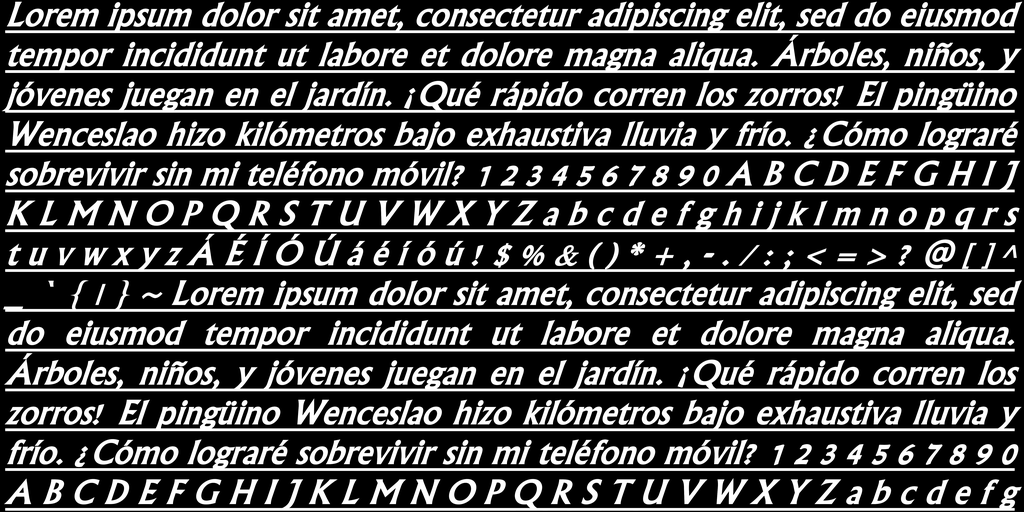 Lorem ipsum dolor sit amet, consectetur adipiscing elit, sed do eiusmod
tempor incididunt ut labore et dolore magna aliqua. Árboles, niños, y
jóvenes juegan en el jardín. ¡Qué rápido corren los zorros! El pingüino
Wenceslao hizo kilómetros bajo exhaustiva lluvia y frío. ¿Cómo lograré
sobrevivir sin mi teléfono móvil? 1 2 3 4 5 6 7 8 9 0 A B C D E F G H I J
K L M N O P Q R S T U V W X Y Z a b c d e f g h i j k l m n o p q r s
t u v w x y z Á É Í Ó Ú á é í ó ú ! $ % & ( ) * + , - . / : ; < = > ? @ [ ] ^
_ ` { | } ~ Lorem ipsum dolor sit amet, consectetur adipiscing elit, sed
do eiusmod tempor incididunt ut labore et dolore magna aliqua.
Árboles, niños, y jóvenes juegan en el jardín. ¡Qué rápido corren los
zorros! El pingüino Wenceslao hizo kilómetros bajo exhaustiva lluvia y
frío. ¿Cómo lograré sobrevivir sin mi teléfono móvil? 1 2 3 4 5 6 7 8 9 0
A B C D E F G H I J K L M N O P Q R S T U V W X Y Z a b c d e f g